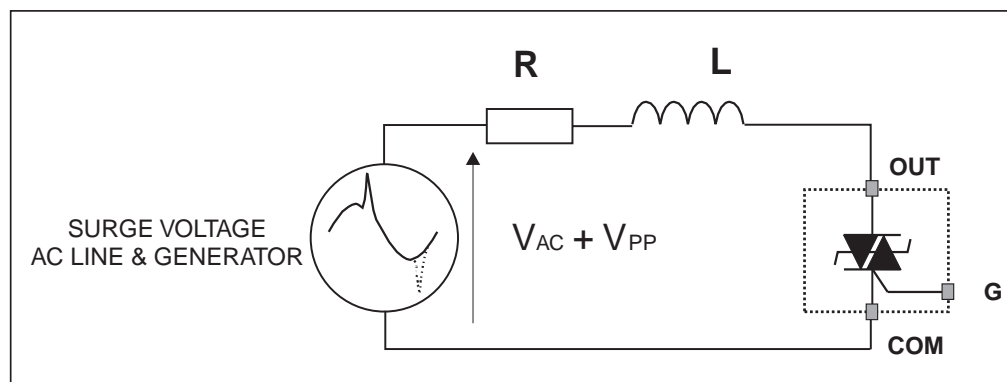 R
L
OUT
SURGE VOLTAGE
AC LINE & GENERATOR
VAC + VPP
G
COM